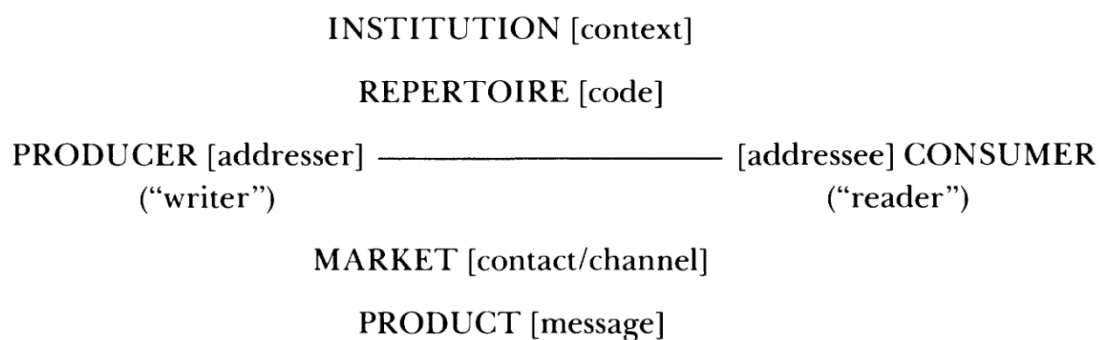 INSTITUTION [context]
REPERTOIRE [code]
PRODUCER [addresser] ———————— [addressee] CONSUMER
(“writer”) (“reader”)
MARKET [contact/channel]
PRODUCT [message]